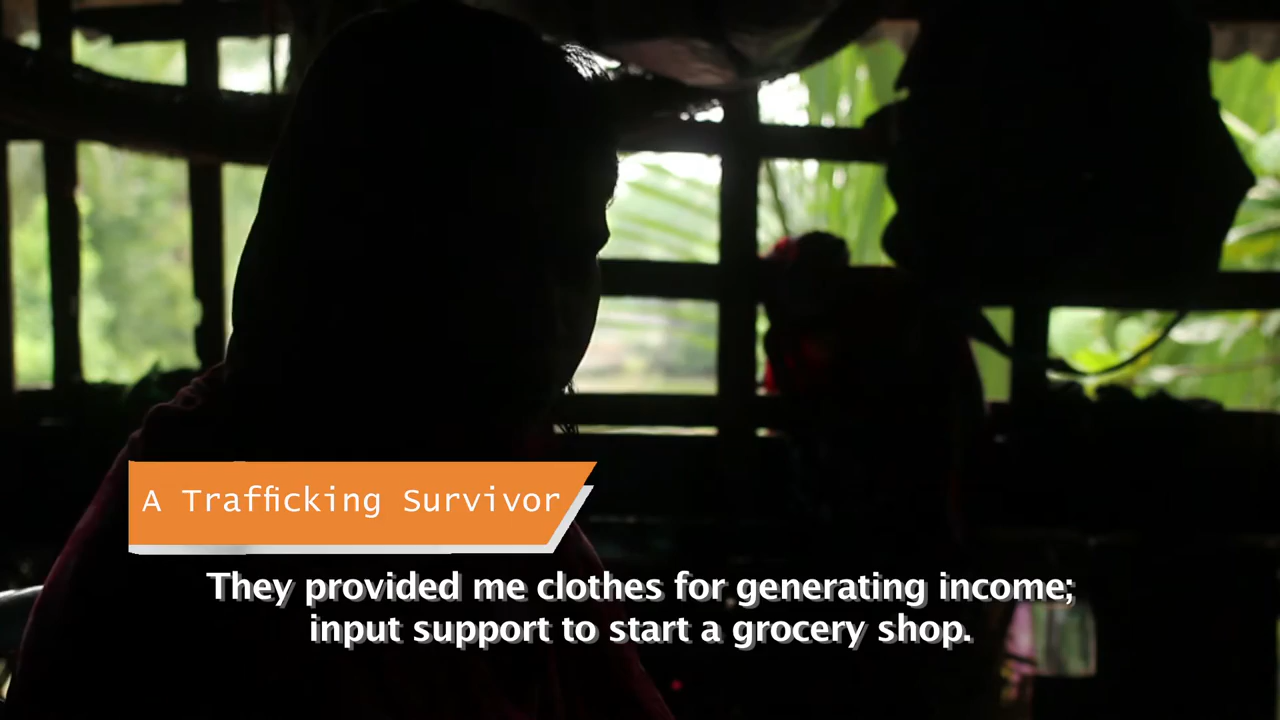 A Trafficking Survivor
They provided me clothes for generating income;
input support to start a grocery shop.